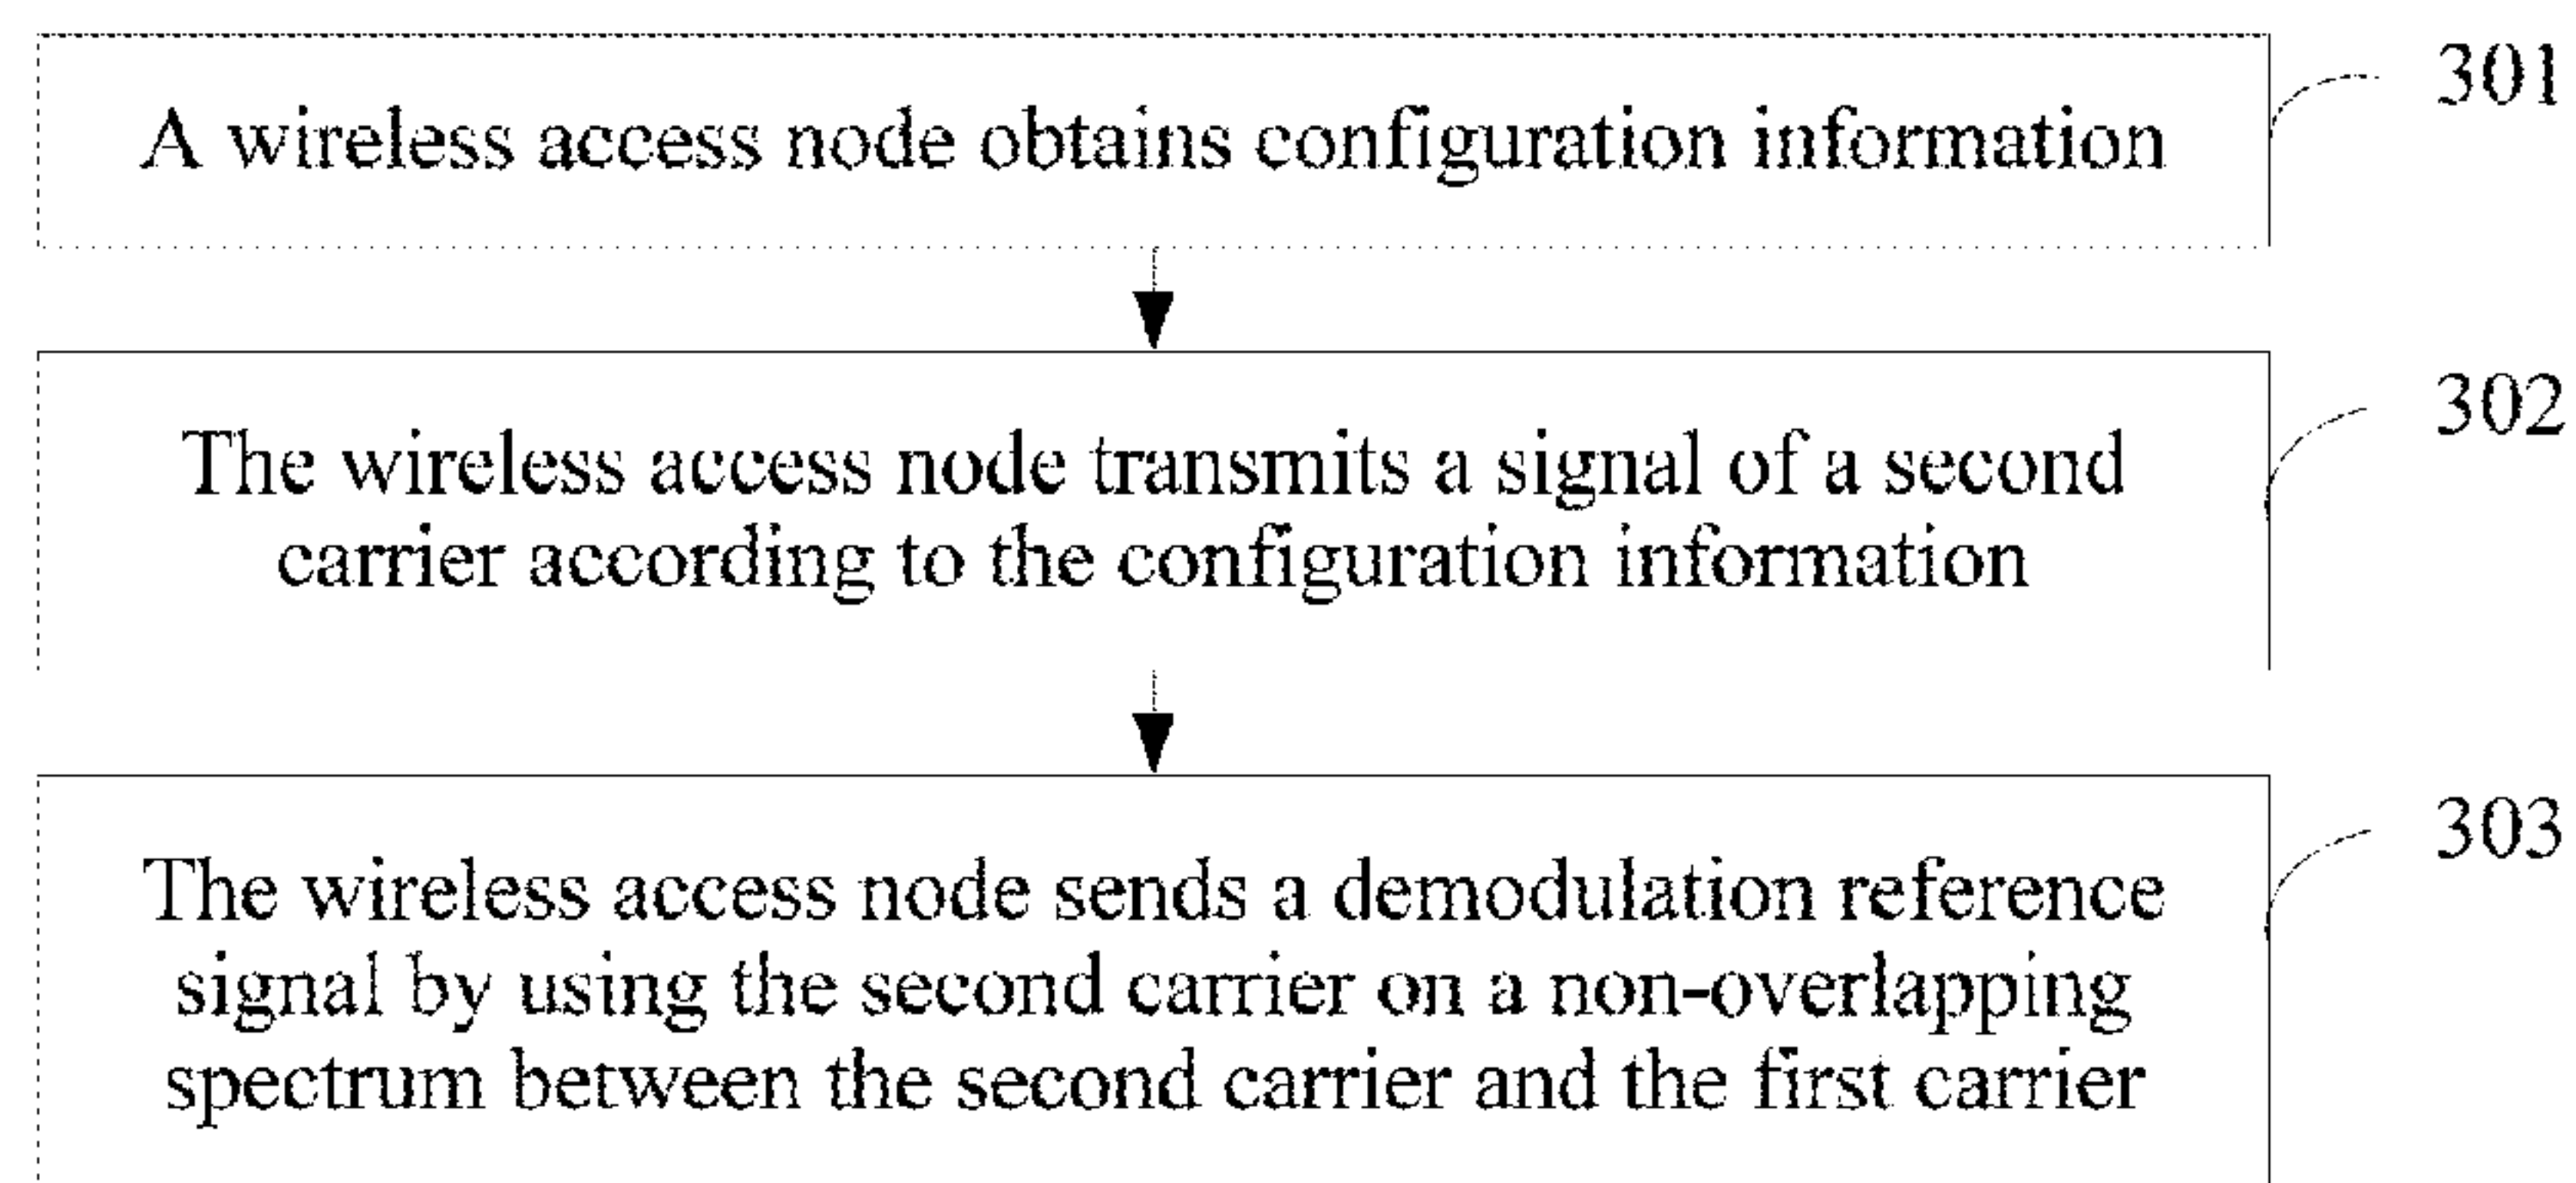 A wireless access node obtains configuration information
301
The wireless access node transmits a signal of a second
carrier according to the configuration information
302
The wireless access node sends a demodulation reference
signal by using the second carrier on a non-overlapping
spectrum between the second carrier and the first carrier
303